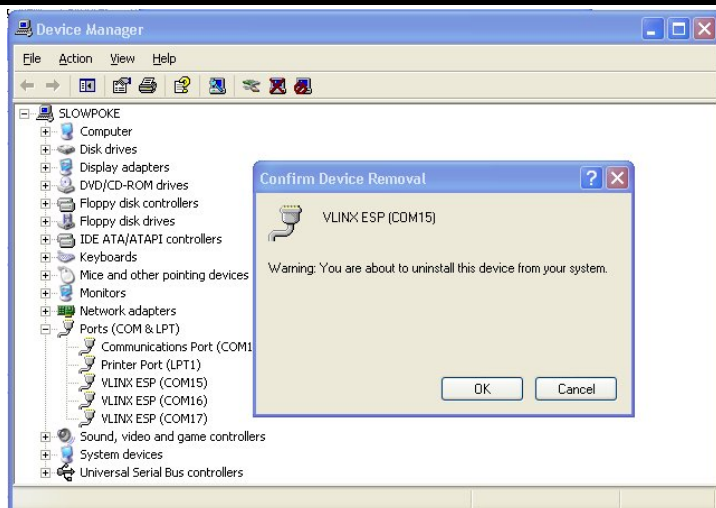 Device Manager
File Action View Help
SLOWPOKE
Computer
Disk drives
Display adapters
DVD/CD-ROM drives
Floppy disk controllers
Floppy disk drives
IDE ATA/ATAPI controllers
Keyboards
Mice and other pointing devices
Monitors
Network adapters
Ports (COM & LPT)
Communications Port (COM1
Printer Port (LPT1)
VLINX ESP (COM15)
VLINX ESP (COM16)
VLINX ESP (COM17)
Sound, video and game controllers
System devices
Universal Serial Bus controllers
Confirm Device Removal
VLINX ESP (COM15)
Warning: You are about to uninstall this device from your system.
OK Cancel